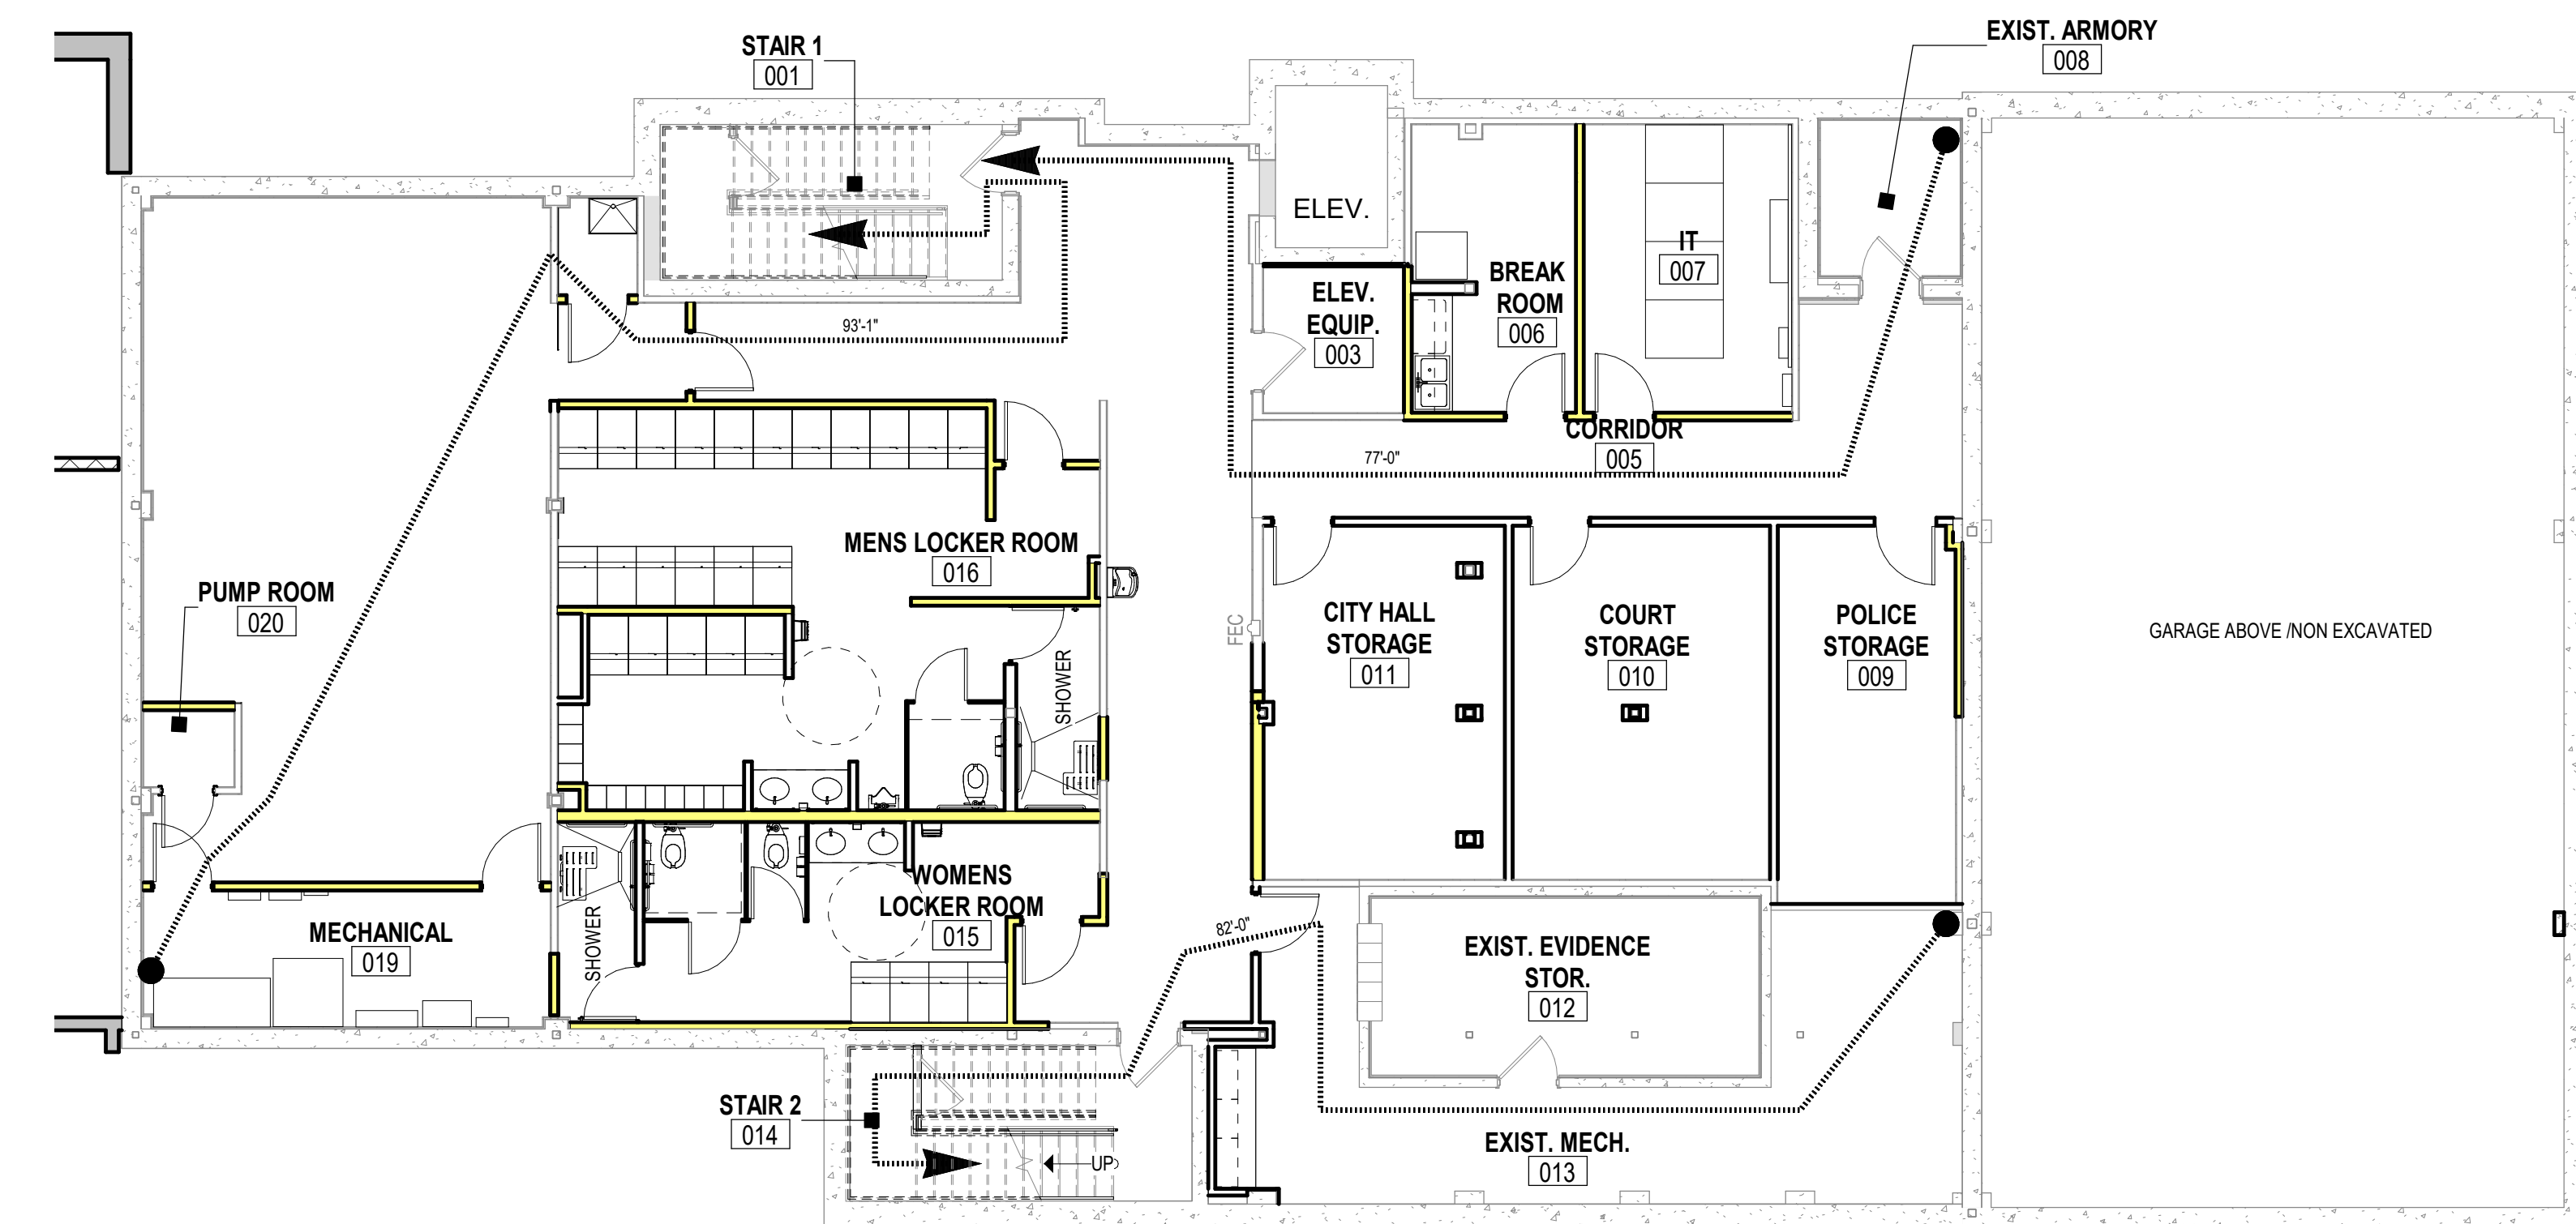 EXIST. ARMORY
008
STAIR 1
001
ELEV.
IT
007
BREAK
ROOM
006
ELEV.
EQUIP.
003
93'-1"
CORRIDOR
005
77'-0"
MENS LOCKER ROOM
016
PUMP ROOM
020
FEC
CITY HALL
STORAGE
011
COURT
STORAGE
010
POLICE
STORAGE
009
GARAGE ABOVE /NON EXCAVATED
SHOWER
WOMENS
LOCKER ROOM
015
82'-0"
MECHANICAL
019
SHOWER
EXIST. EVIDENCE
STOR.
012
STAIR 2
014
UP
EXIST. MECH.
013